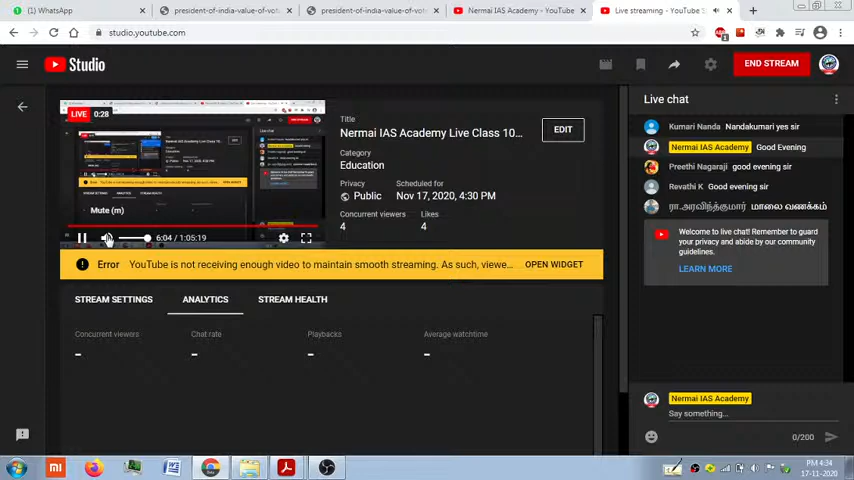 (1) WhatsApp
president-of-india-value-of-vote
president-of-india-value-of-vote
Nermai IAS Academy - YouTube
Live streaming - YouTube S
studio.youtube.com
Studio
END STREAM
LIVE 0:28
Mute (m)
6:04 / 1:05:19
Title
Nermai IAS Academy Live Class 10...
Category
Education
Privacy
Public
Scheduled for
Nov 17, 2020, 4:30 PM
Concurrent viewers
4
Likes
4
EDIT
Error YouTube is not receiving enough video to maintain smooth streaming. As such, viewe... OPEN WIDGET
STREAM SETTINGS ANALYTICS STREAM HEALTH
Concurrent viewers Chat rate Playbacks Average watchtime
- - - -
Live chat
Kumari Nanda Nandakumari yes sir
Nermai IAS Academy Good Evening
Preethi Nagaraji good evening sir
Revathi K Good evening sir
ரா.அரவிந்த்குமார் மாலை வணக்கம்
Welcome to live chat! Remember to guard
your privacy and abide by our community
guidelines.
LEARN MORE
Nermai IAS Academy
Say something...
0/200
PM 4:34
17-11-2020